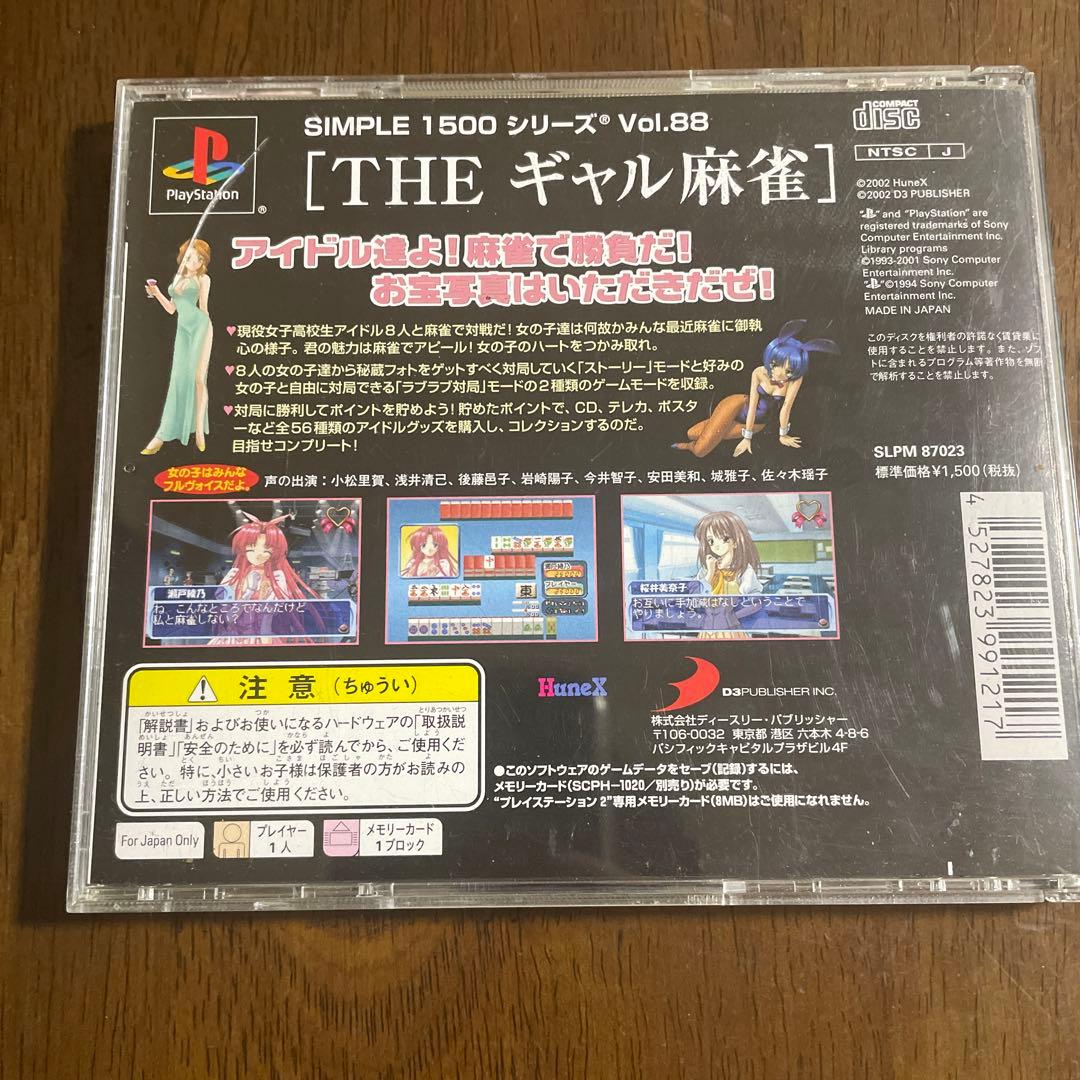 SIMPLE 1500 シリーズ® Vol.88
[THE ギャル麻雀]
PlayStation
®
COMPACT
disc
NTSC J
©2002 HuneX
©2002 D3 PUBLISHER
"PS" and "PlayStation" are
registered trademarks of Sony
Computer Entertainment Inc.
Library programs
©1993-2001 Sony Computer
Entertainment Inc.
"PS"©1994 Sony Computer
Entertainment Inc.
MADE IN JAPAN
このディスクを権利者の許諾なく賃貸業に
使用することを禁止します。また、ソフ
トに含まれるプログラム等著作物を無断
で解析することを禁止します。
アイドル達よ!麻雀で勝負だ!
お宝写真はいただきだぜ!
♥現役女子高校生アイドル8人と麻雀で対戦だ!女の子達は何故かみんな最近麻雀に御執
心の様子。君の魅力は麻雀でアピール!女の子のハートをつかみ取れ。
♥8人の女の子達から秘蔵フォトをゲットすべく対局していく「ストーリー」モードと好みの
女の子と自由に対局できる「ラブラブ対局」モードの2種類のゲームモードを収録。
♥対局に勝利してポイントを貯めよう!貯めたポイントで、CD、テレカ、ポスタ
ーなど全56種類のアイドルグッズを購入し、コレクションするのだ。
目指せコンプリート!
SLPM 87023
標準価格¥1,500(税抜)
女の子はみんな
フルヴォイスだよ。
声の出演:小松里賀、浅井清己、後藤邑子、岩崎陽子、今井智子、安田美和、城雅子、佐々木瑶子
瀬戸綾乃
ね、こんなところでなんだけど
私と麻雀しない?
瀬戸綾乃
25000
プレイヤー
25000
東
桜井美奈子
お互いに手加減はなしということで
やりましょう。
4 527823 991217
注意(ちゅうい)
「解説書」およびお使いになるハードウェアの「取扱説
明書」「安全のために」を必ず読んでから、ご使用くだ
さい。特に、小さいお子様は保護者の方がお読みの
上、正しい方法でご使用ください。
HuneX
D3PUBLISHER INC.
株式会社ディースリー・パブリッシャー
〒106-0032 東京都 港区 六本木 4-8-6
パシフィックキャピタルプラザビル4F
●このソフトウェアのゲームデータをセーブ(記録)するには、
メモリーカード(SCPH-1020/別売り)が必要です。
"プレイステーション 2"専用メモリーカード(8MB)はご使用になれません。
For Japan Only
プレイヤー
1人
メモリーカード
1ブロック